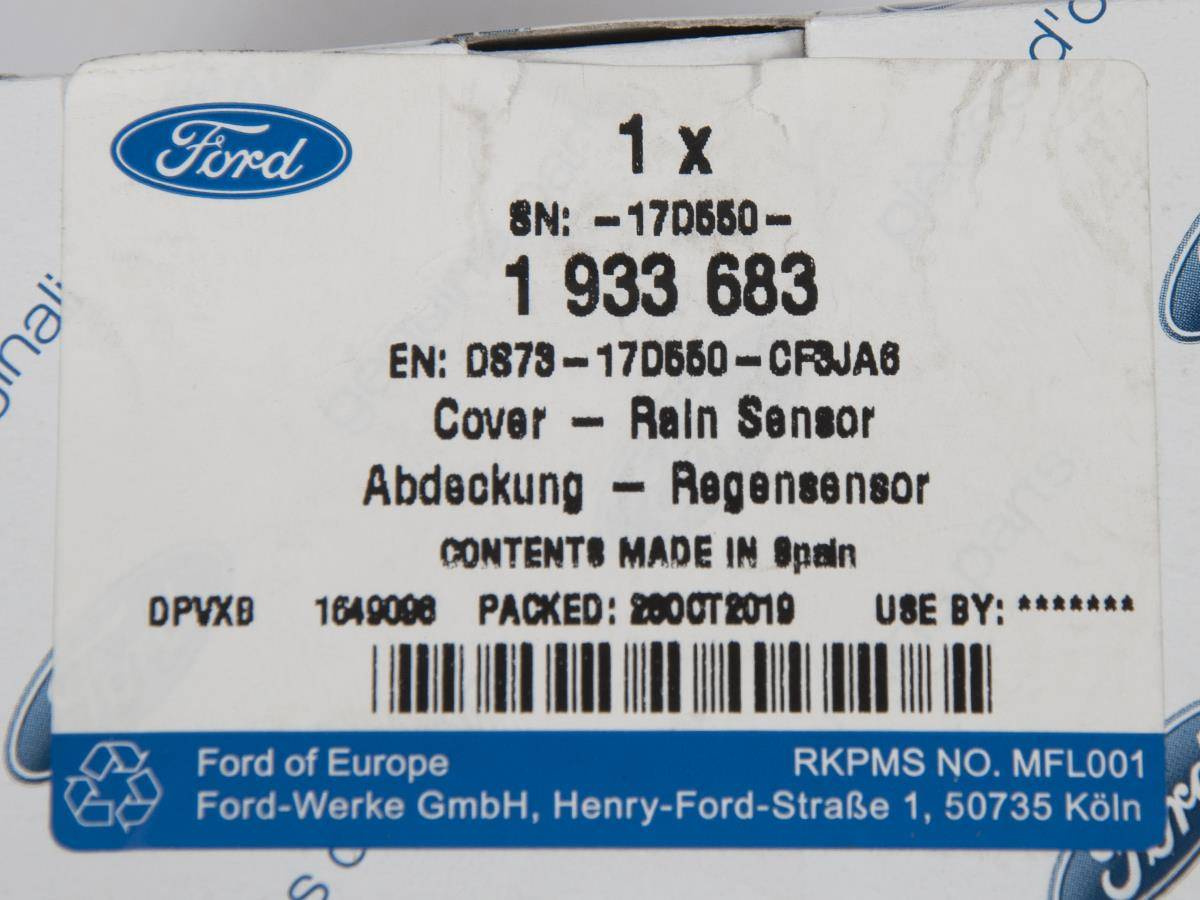 Ford
1 x
SN: -17D550-
1 933 683
EN: DS73-17D550-CF3JA6
Cover - Rain Sensor
Abdeckung - Regensensor
CONTENTS MADE IN Spain
DPVXB 1649098 PACKED: 28OCT2019 USE BY: *******
Ford of Europe RKPMS NO. MFL001
Ford-Werke GmbH, Henry-Ford-Straße 1, 50735 Köln